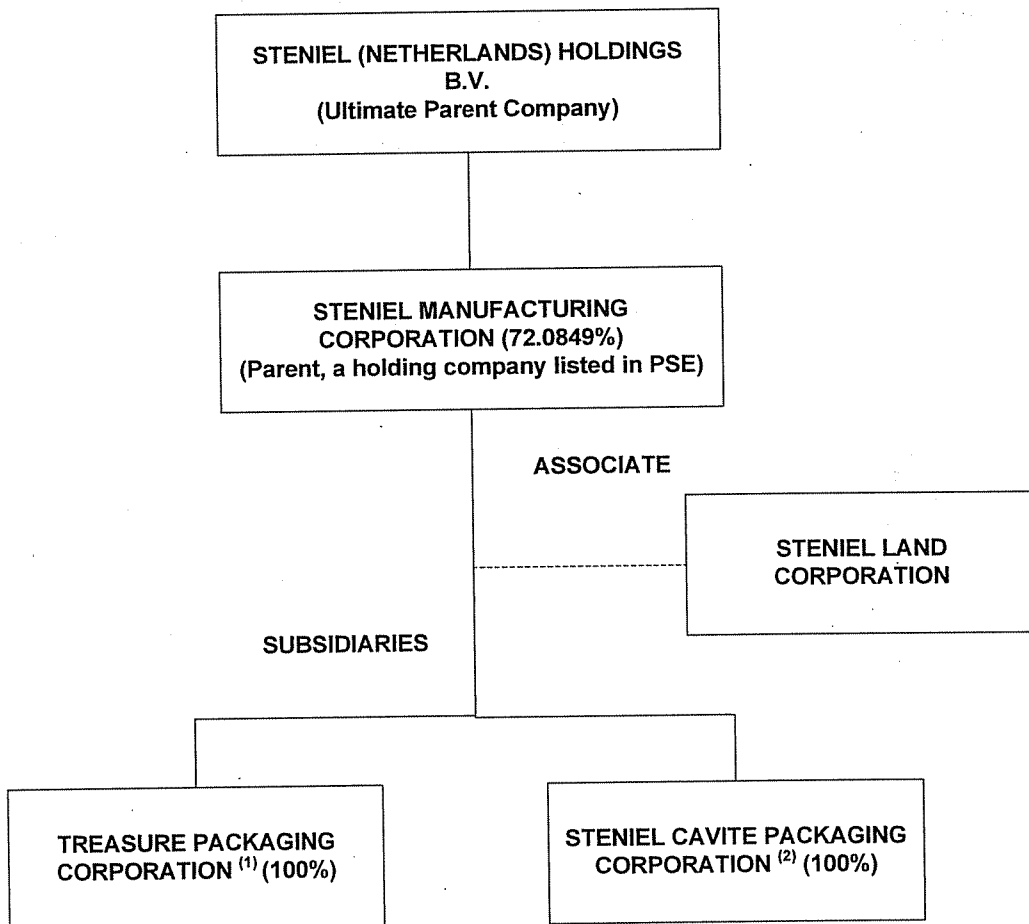 STENIEL (NETHERLANDS) HOLDINGS
B.V.
(Ultimate Parent Company)
STENIEL MANUFACTURING
CORPORATION (72.0849%)
(Parent, a holding company listed in PSE)
ASSOCIATE
STENIEL LAND
CORPORATION
SUBSIDIARIES
TREASURE PACKAGING
CORPORATION (1) (100%)
STENIEL CAVITE PACKAGING
CORPORATION (2) (100%)